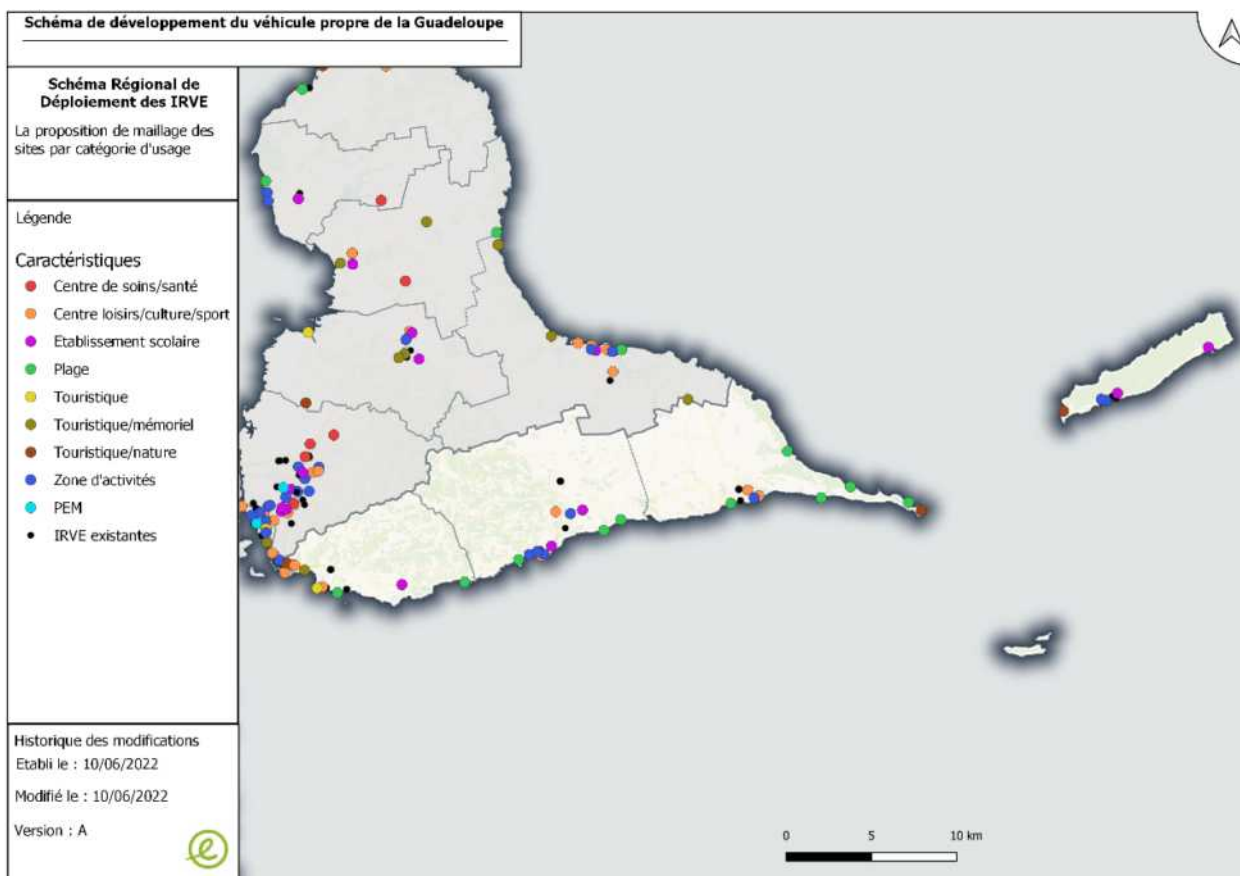 Schéma de développement du véhicule propre de la Guadeloupe
Schéma Régional de
Déploiement des IRVE
La proposition de maillage des
sites par catégorie d'usage
Légende
Caractéristiques
Centre de soins/santé
Centre loisirs/culture/sport
Etablissement scolaire
Plage
Touristique
Touristique/mémoriel
Touristique/nature
Zone d'activités
PEM
IRVE existantes
Historique des modifications
Etabli le : 10/06/2022
Modifié le : 10/06/2022
Version : A
0 5 10 km